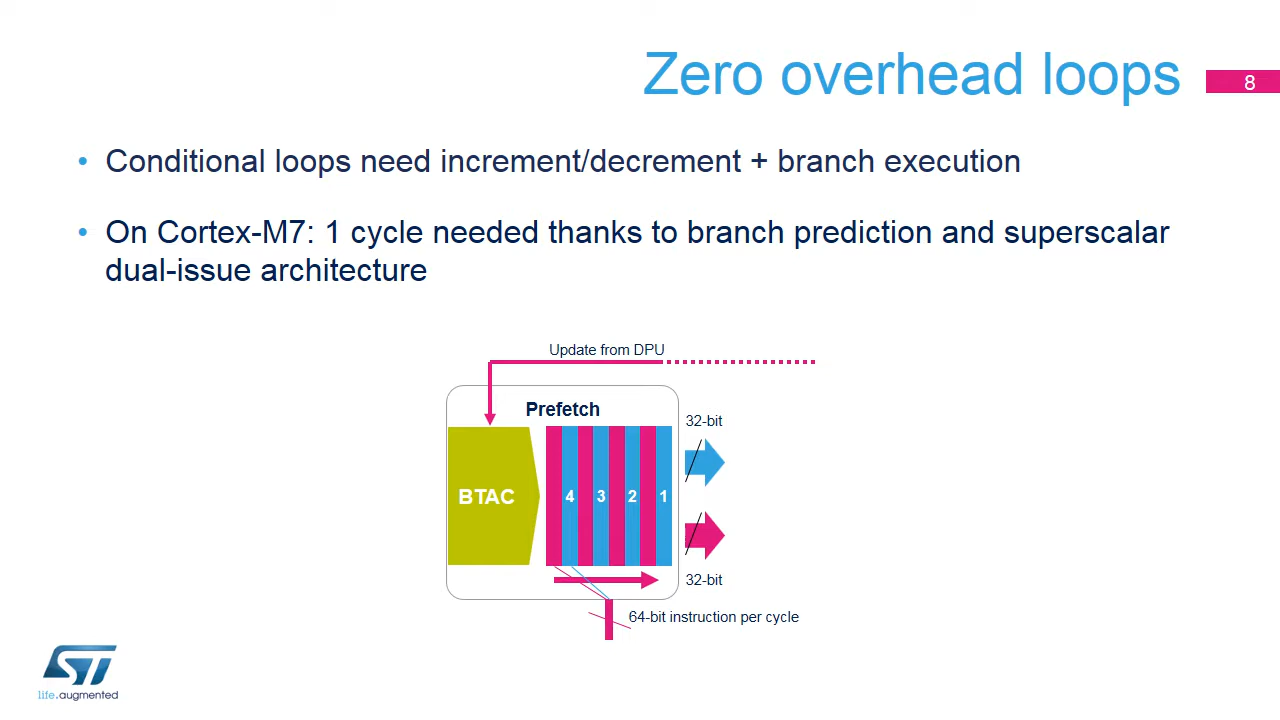 Zero overhead loops
8
• Conditional loops need increment/decrement + branch execution
• On Cortex-M7: 1 cycle needed thanks to branch prediction and superscalar
dual-issue architecture
Update from DPU
Prefetch
32-bit
BTAC
4 3 2 1
32-bit
64-bit instruction per cycle
ST
life.augmented